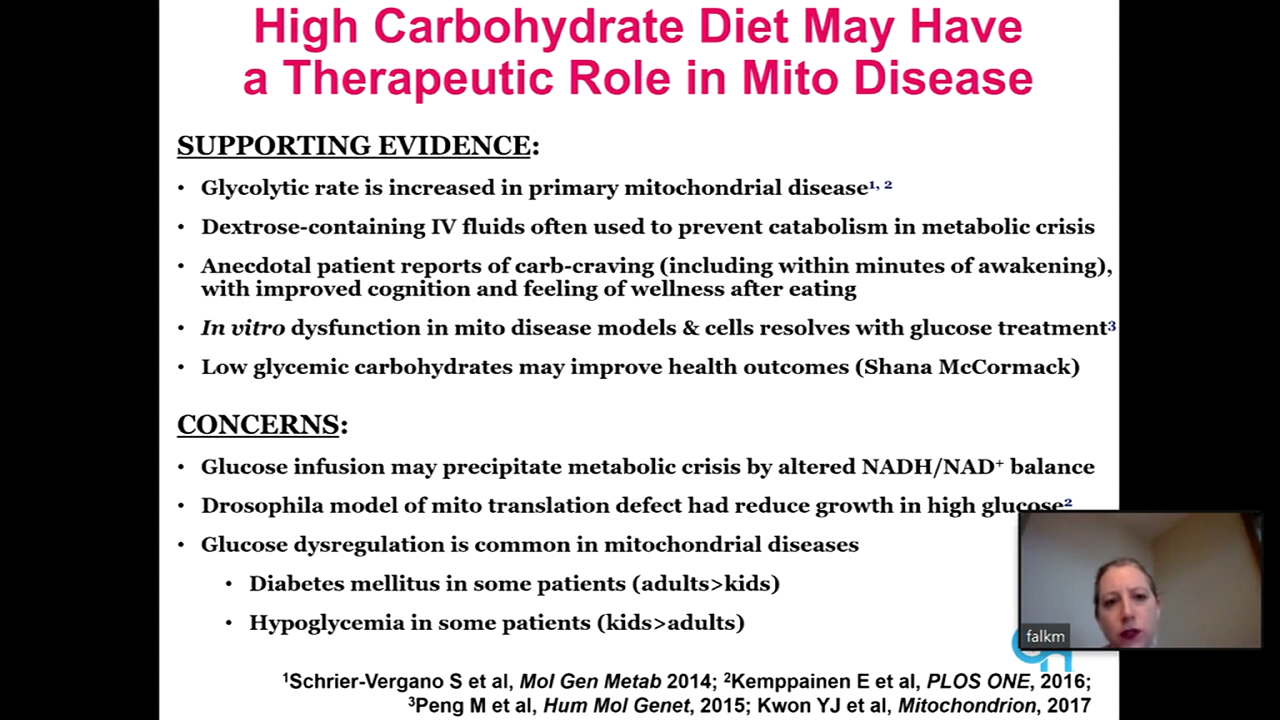 High Carbohydrate Diet May Have
a Therapeutic Role in Mito Disease
SUPPORTING EVIDENCE:
• Glycolytic rate is increased in primary mitochondrial disease¹, ²
• Dextrose-containing IV fluids often used to prevent catabolism in metabolic crisis
• Anecdotal patient reports of carb-craving (including within minutes of awakening),
with improved cognition and feeling of wellness after eating
• In vitro dysfunction in mito disease models & cells resolves with glucose treatment³
• Low glycemic carbohydrates may improve health outcomes (Shana McCormack)
CONCERNS:
• Glucose infusion may precipitate metabolic crisis by altered NADH/NAD⁺ balance
• Drosophila model of mito translation defect had reduce growth in high glucose²
• Glucose dysregulation is common in mitochondrial diseases
• Diabetes mellitus in some patients (adults>kids)
• Hypoglycemia in some patients (kids>adults)
falkm
¹Schrier-Vergano S et al, Mol Gen Metab 2014; ²Kemppainen E et al, PLOS ONE, 2016;
³Peng M et al, Hum Mol Genet, 2015; Kwon YJ et al, Mitochondrion, 2017